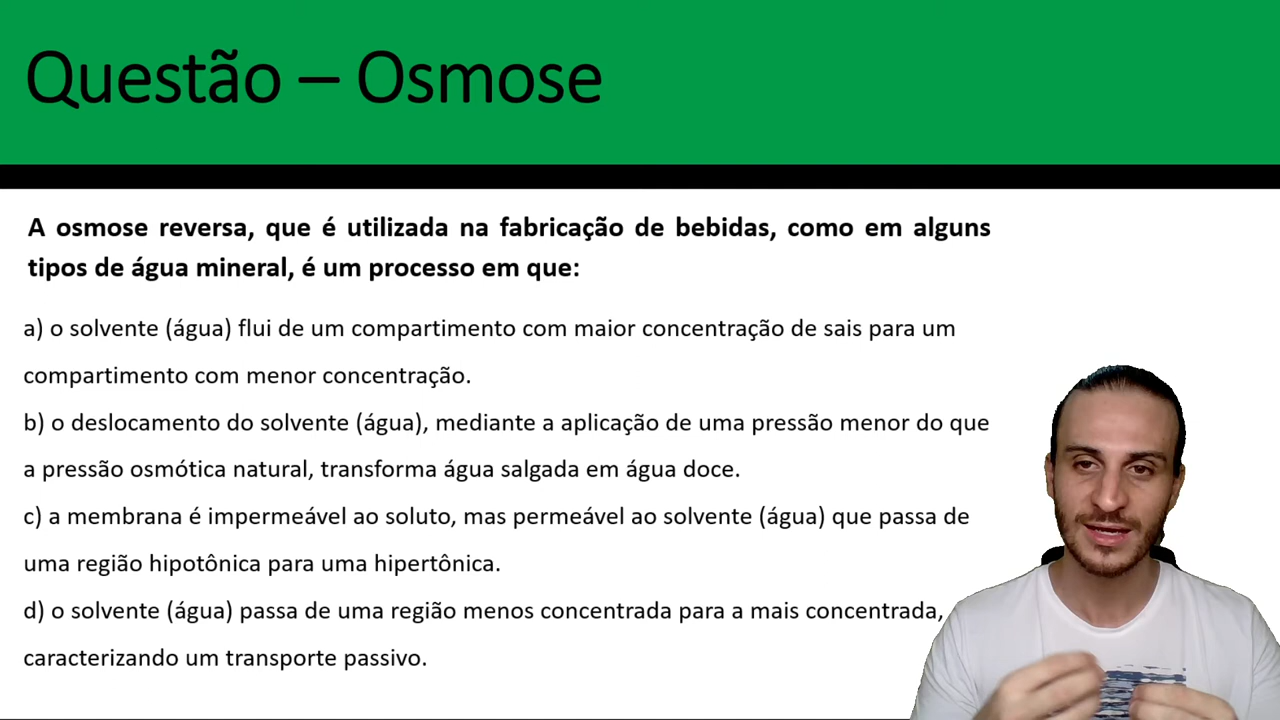 Questão – Osmose
A osmose reversa, que é utilizada na fabricação de bebidas, como em alguns
tipos de água mineral, é um processo em que:
a) o solvente (água) flui de um compartimento com maior concentração de sais para um
compartimento com menor concentração.
b) o deslocamento do solvente (água), mediante a aplicação de uma pressão menor do que
a pressão osmótica natural, transforma água salgada em água doce.
c) a membrana é impermeável ao soluto, mas permeável ao solvente (água) que passa de
uma região hipotônica para uma hipertônica.
d) o solvente (água) passa de uma região menos concentrada para a mais concentrada,
caracterizando um transporte passivo.